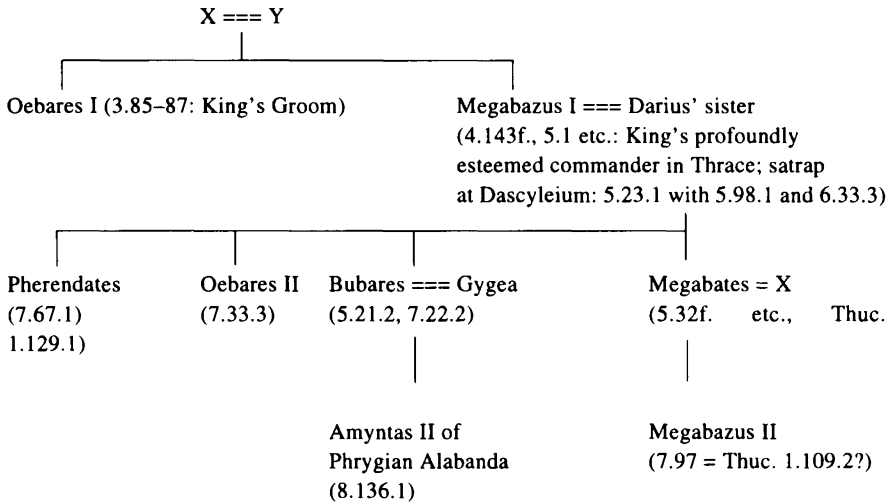 X === Y
Oebares I (3.85–87: King's Groom)
Megabazus I === Darius' sister
(4.143f., 5.1 etc.: King's profoundly
esteemed commander in Thrace; satrap
at Dascyleium: 5.23.1 with 5.98.1 and 6.33.3)
Pherendates
(7.67.1)
1.129.1)
Oebares II
(7.33.3)
Bubares === Gygea
(5.21.2, 7.22.2)
Megabates = X
(5.32f. etc., Thuc.
Amyntas II of
Phrygian Alabanda
(8.136.1)
Megabazus II
(7.97 = Thuc. 1.109.2?)